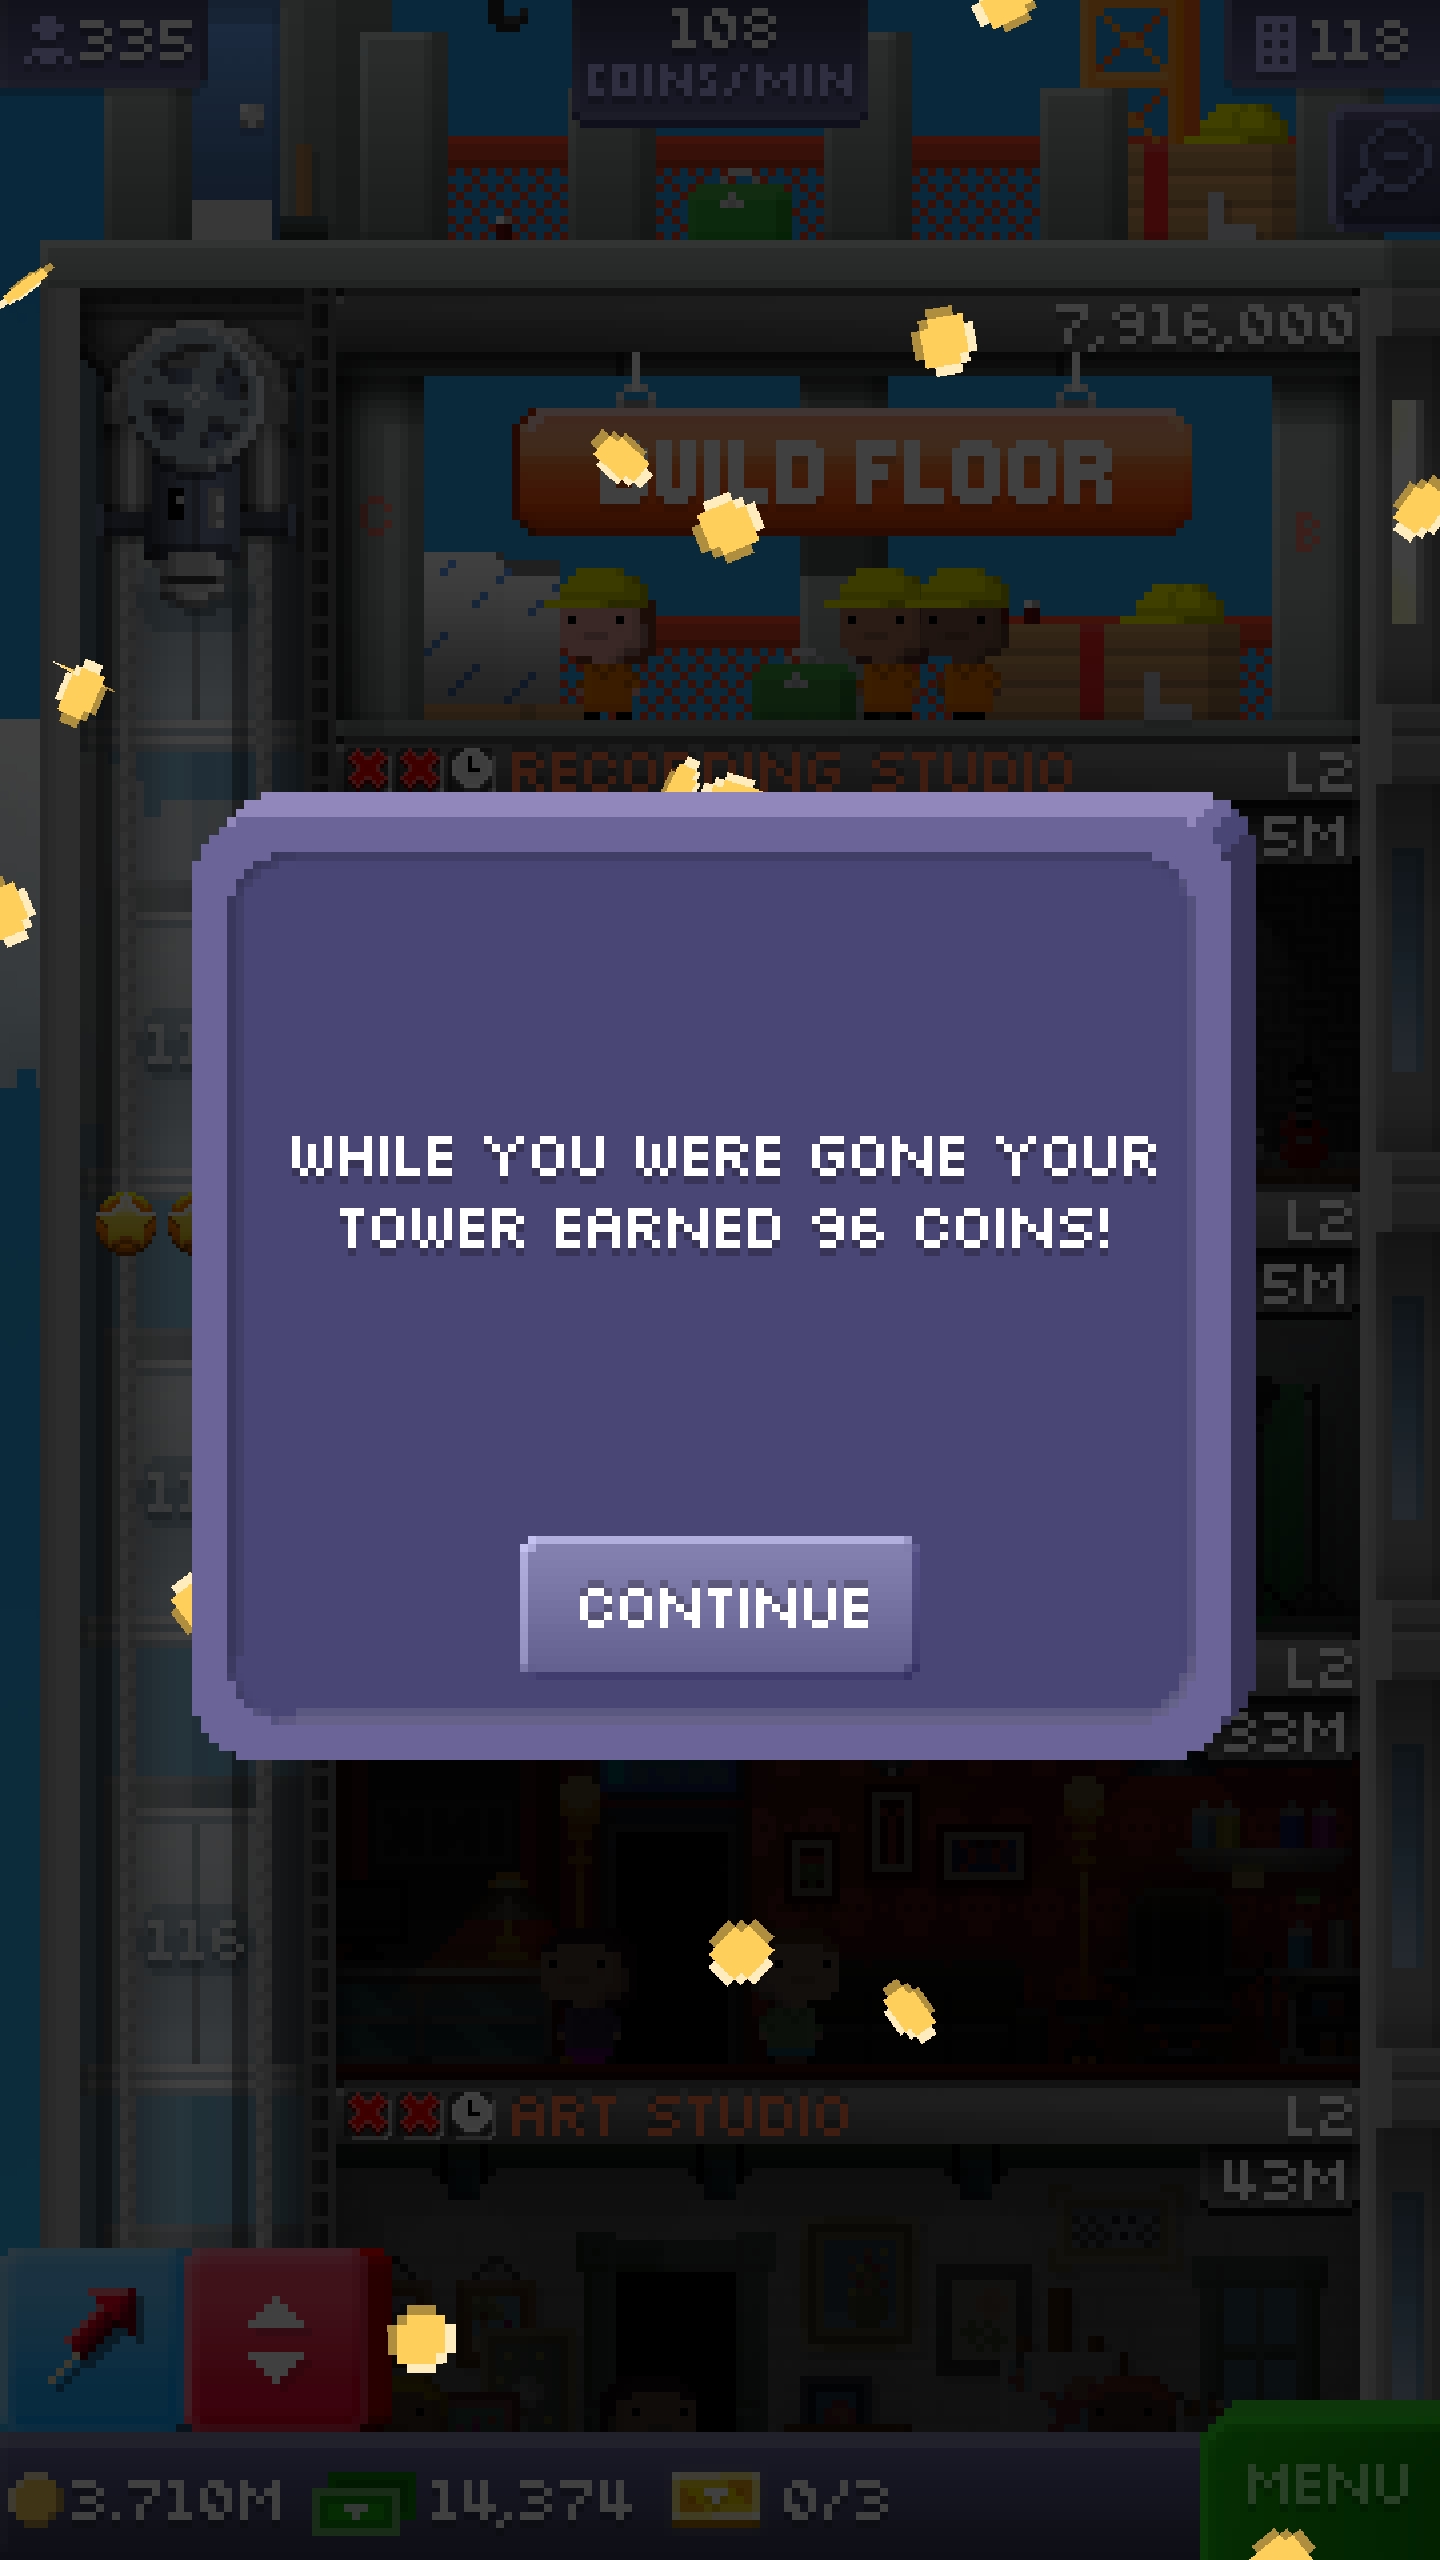 335
108
COINS/MIN
118
7,916,000
BUILD FLOOR
C
B
RECORDING STUDIO
L2
5M
WHILE YOU WERE GONE YOUR
TOWER EARNED 96 COINS!
L2
5M
CONTINUE
L2
33M
116
ART STUDIO
L2
43M
3.710M
14,374
0/3
MENU